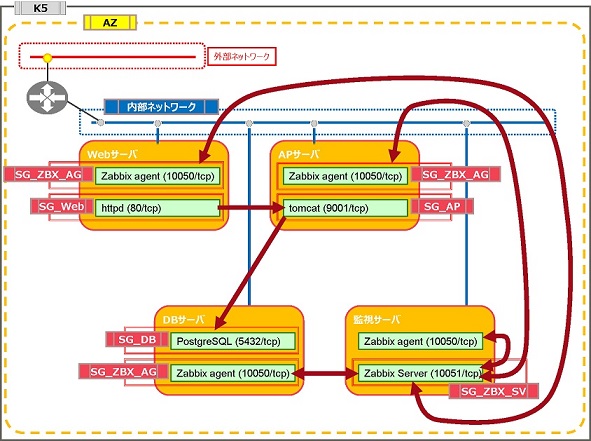 K5
AZ
外部ネットワーク
内部ネットワーク
Webサーバ
APサーバ
SG_ZBX_AG
Zabbix agent (10050/tcp)
Zabbix agent (10050/tcp)
SG_ZBX_AG
SG_Web
httpd (80/tcp)
tomcat (9001/tcp)
SG_AP
DBサーバ
監視サーバ
SG_DB
PostgreSQL (5432/tcp)
Zabbix agent (10050/tcp)
SG_ZBX_AG
Zabbix agent (10050/tcp)
Zabbix Server (10051/tcp)
SG_ZBX_SV